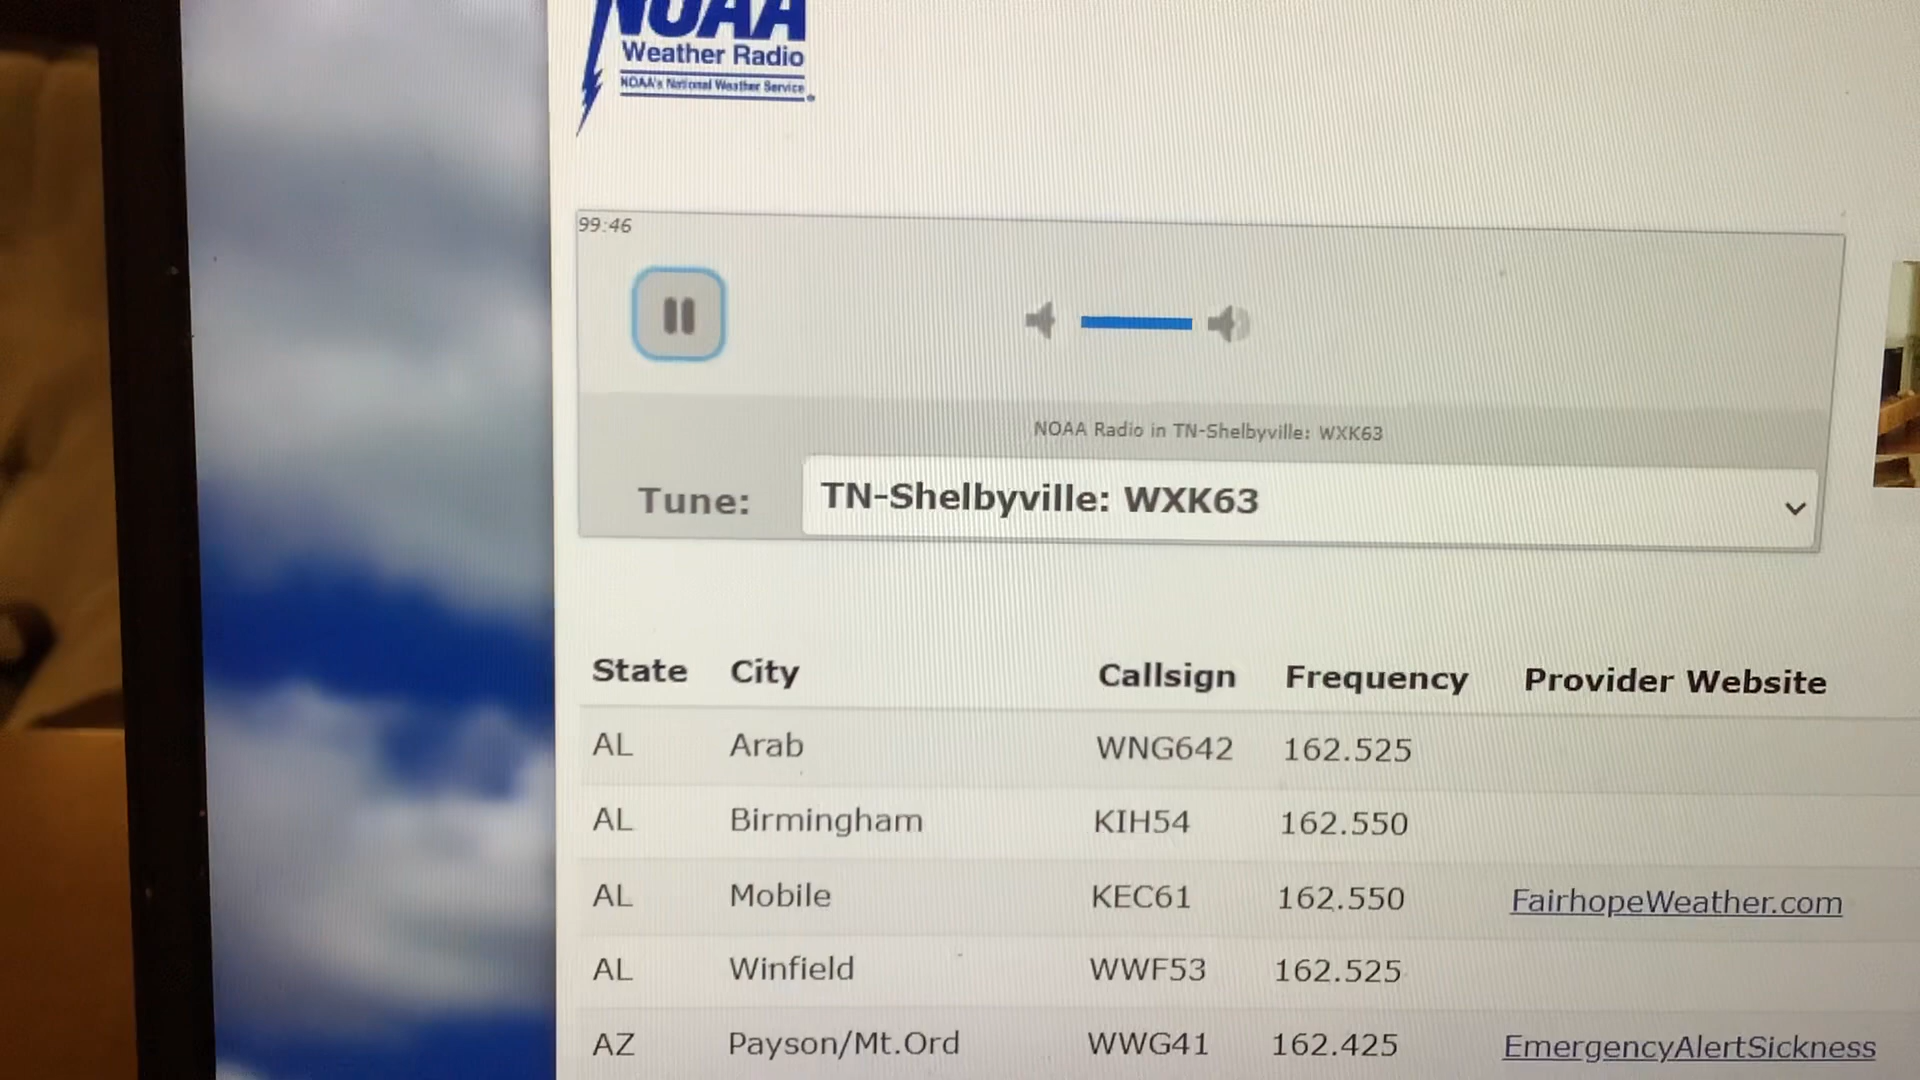 NOAA
Weather Radio
NOAA's National Weather Service
99:46
NOAA Radio in TN-Shelbyville: WXK63
Tune: TN-Shelbyville: WXK63
State City Callsign Frequency Provider Website
AL Arab WNG642 162.525
AL Birmingham KIH54 162.550
AL Mobile KEC61 162.550 FairhopeWeather.com
AL Winfield WWF53 162.525
AZ Payson/Mt.Ord WWG41 162.425 EmergencyAlertSickness